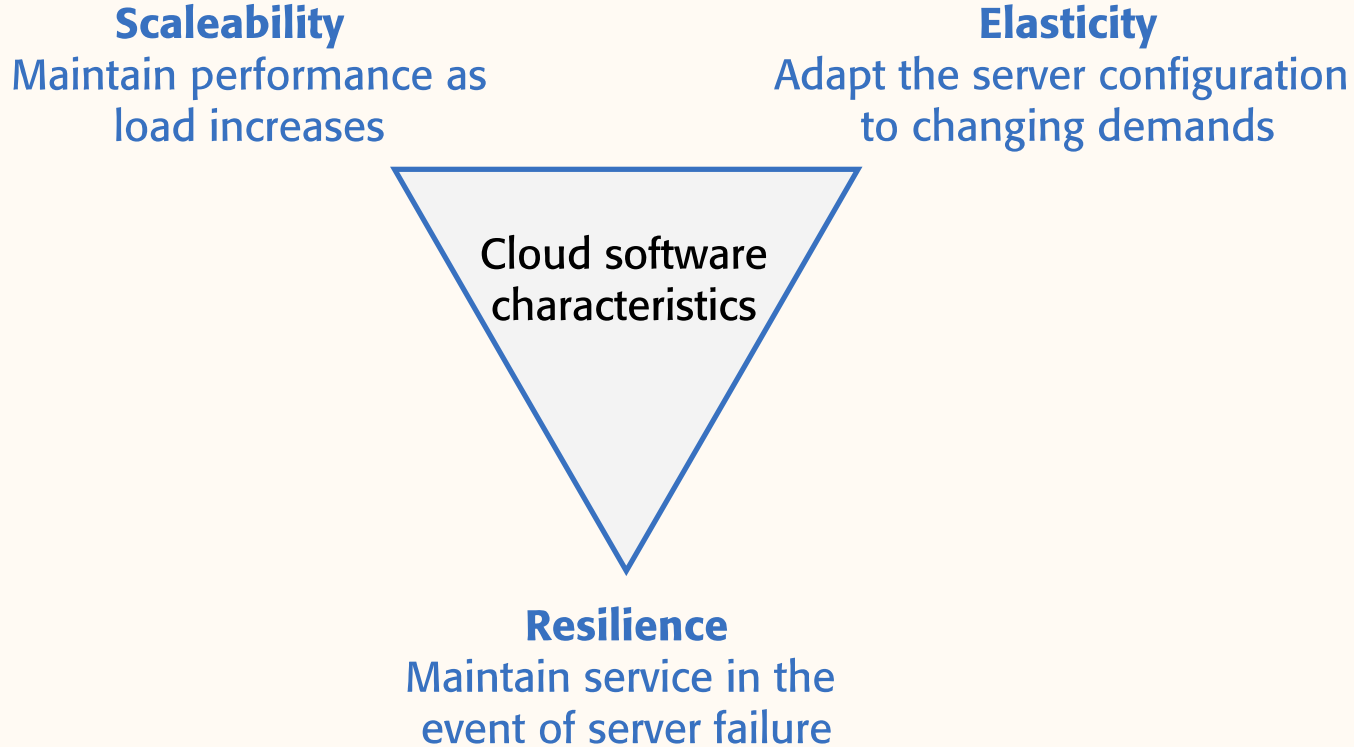 Scaleability
Maintain performance as
load increases
Elasticity
Adapt the server configuration
to changing demands
Cloud software
characteristics
Resilience
Maintain service in the
event of server failure